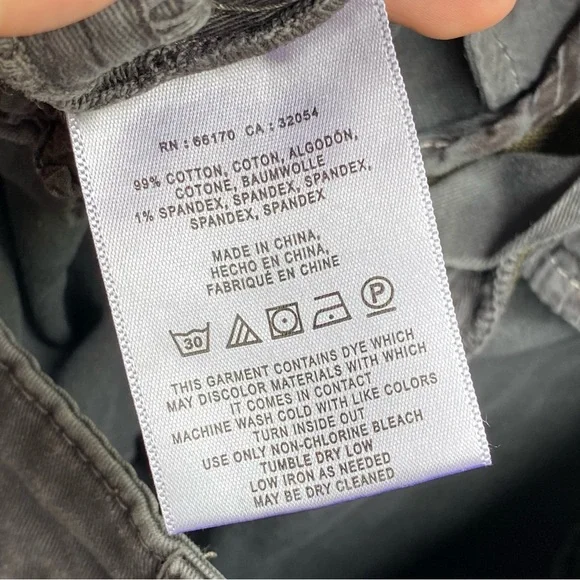 RN : 66170 CA : 32054
99% COTTON, COTON, ALGODÓN,
COTONE, BAUMWOLLE
1% SPANDEX, SPANDEX, SPANDEX,
SPANDEX, SPANDEX
MADE IN CHINA,
HECHO EN CHINA,
FABRIQUÉ EN CHINE
30 P
THIS GARMENT CONTAINS DYE WHICH
MAY DISCOLOR MATERIALS WITH WHICH
IT COMES IN CONTACT
MACHINE WASH COLD WITH LIKE COLORS
TURN INSIDE OUT
USE ONLY NON-CHLORINE BLEACH
TUMBLE DRY LOW
LOW IRON AS NEEDED
MAY BE DRY CLEANED